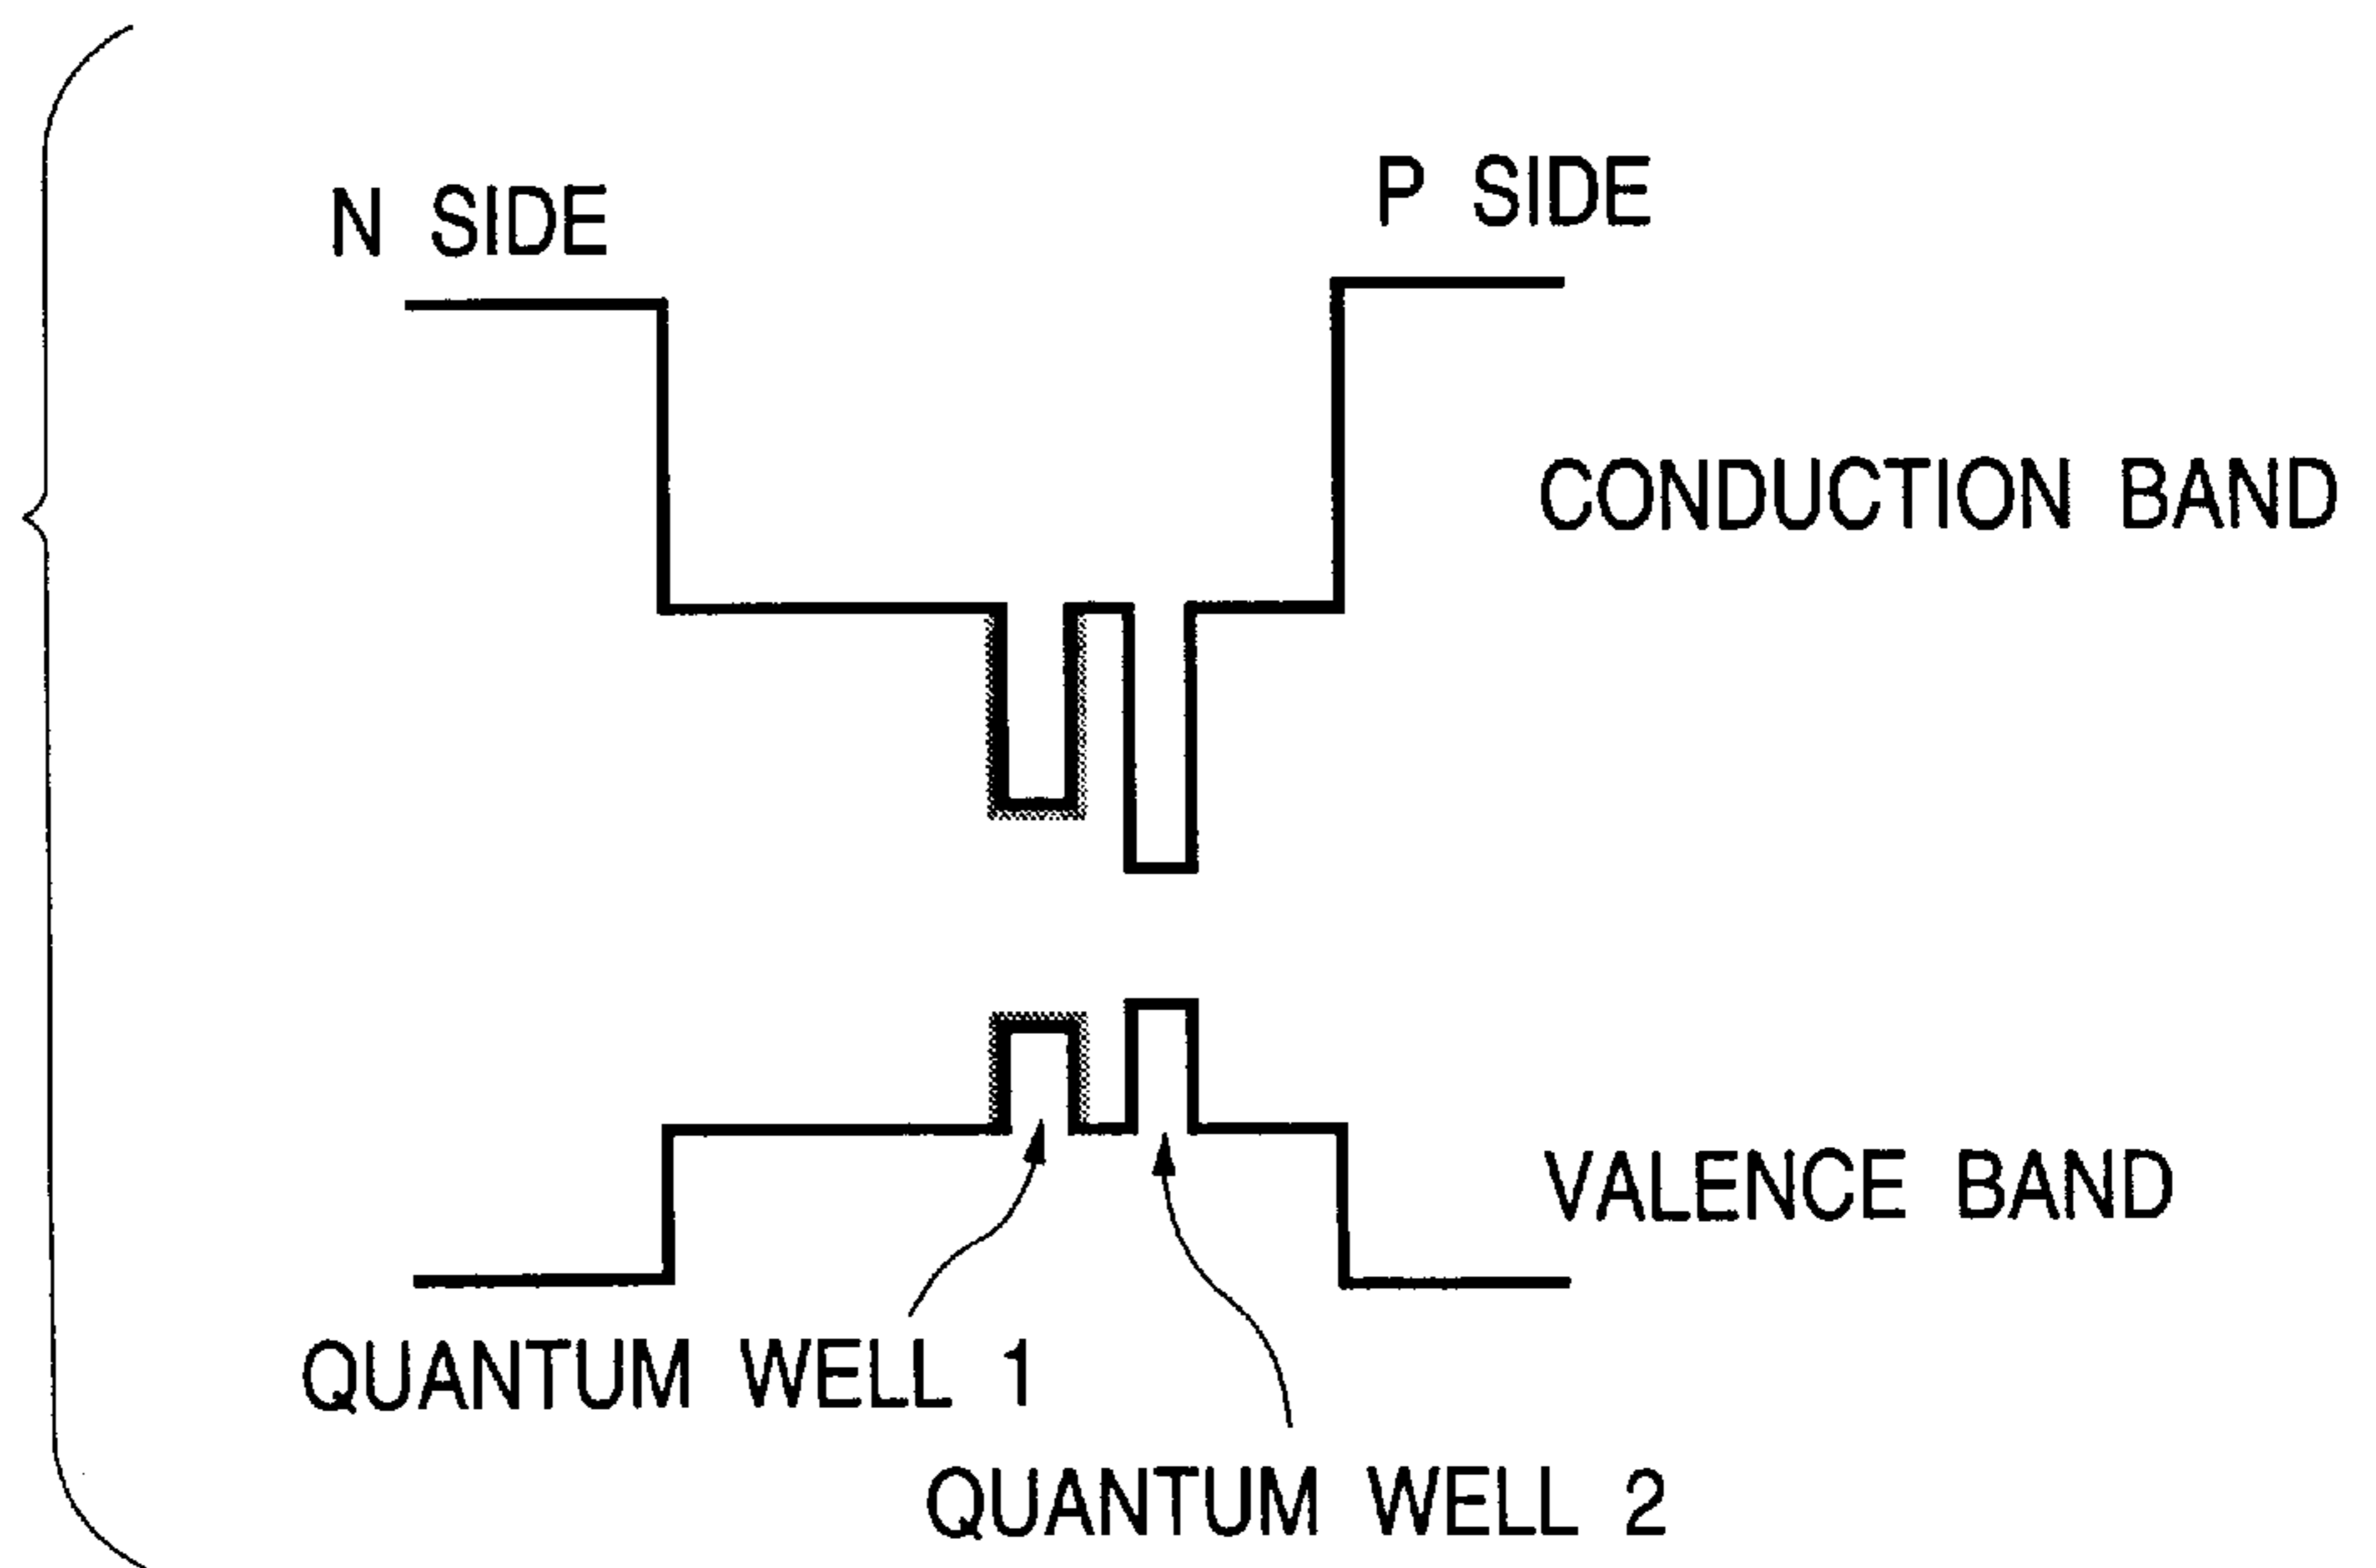 N SIDE
P SIDE
CONDUCTION BAND
VALENCE BAND
QUANTUM WELL 1
QUANTUM WELL 2